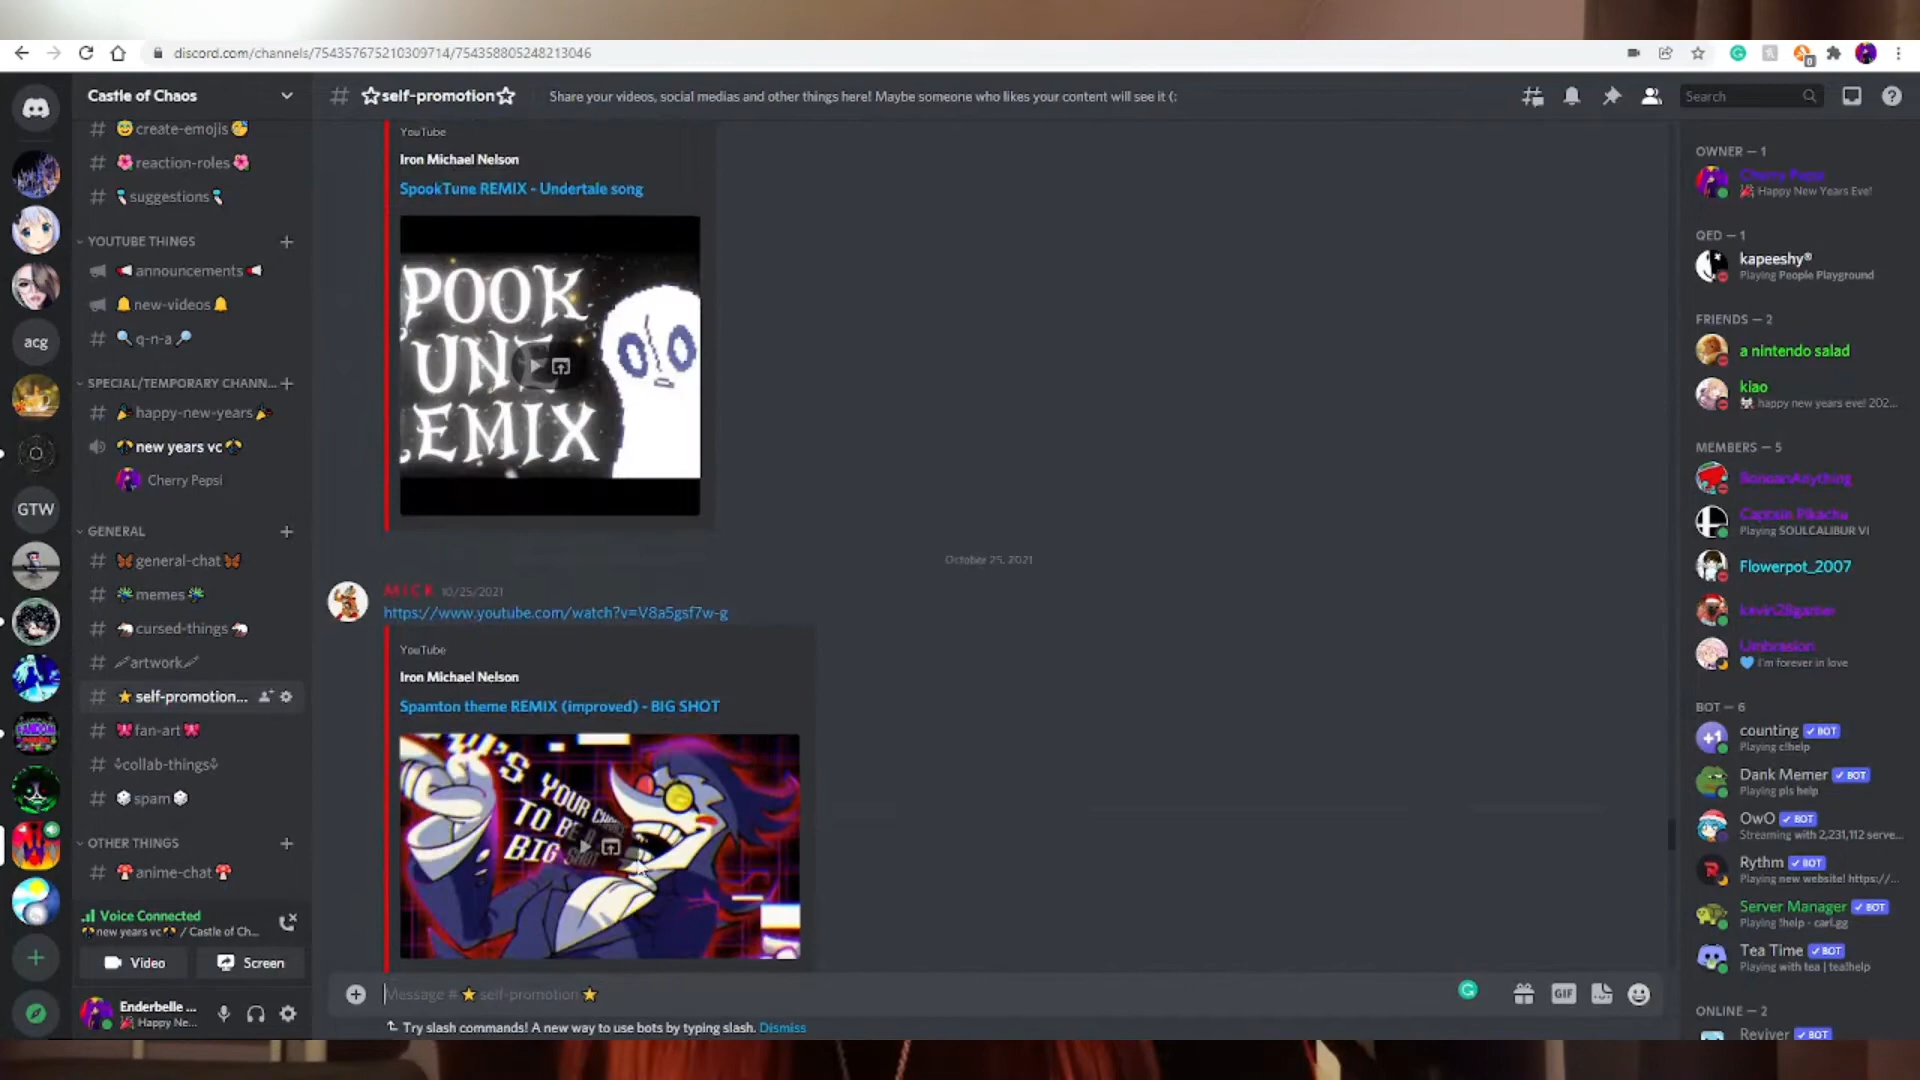 discord.com/channels/754357675210309714/754358805248213046
Castle of Chaos
☆self-promotion☆
Share your videos, social medias and other things here! Maybe someone who likes your content will see it (:
Search
acg
GTW
create-emojis
reaction-roles
suggestions
YOUTUBE THINGS
announcements
new-videos
q-n-a
SPECIAL/TEMPORARY CHANN...
happy-new-years
new years vc
Cherry Pepsi
GENERAL
general-chat
memes
cursed-things
artwork
self-promotion...
fan-art
collab-things
spam
OTHER THINGS
anime-chat
Voice Connected
new years vc / Castle of Ch...
Video
Screen
Enderbelle ...
Happy Ne...
YouTube
Iron Michael Nelson
SpookTune REMIX - Undertale song
POOK
UNE
EMIX
October 25, 2021
MICK 10/25/2021
https://www.youtube.com/watch?v=V8a5gsf7w-g
YouTube
Iron Michael Nelson
Spamton theme REMIX (improved) - BIG SHOT
YOUR
TO BE A
BIG SHOT
Message # self-promotion
GIF
Try slash commands! A new way to use bots by typing slash. Dismiss
OWNER — 1
Cherry Pepsi
Happy New Years Eve!
QED — 1
kapeeshy®
Playing People Playground
FRIENDS — 2
a nintendo salad
kiao
happy new years eve! 202...
MEMBERS — 5
Captain Pikachu
Playing SOULCALIBUR VI
Flowerpot_2007
kevin28gamer
Umbrasion
I'm forever in love
BOT — 6
counting BOT
Playing c!help
Dank Memer BOT
Playing pls help
OwO BOT
Streaming with 2,231,112 serve...
Rythm BOT
Playing new website! https://...
Server Manager BOT
Playing !help - carl.gg
Tea Time BOT
Playing with tea | tea!help
ONLINE — 2
Reviver BOT